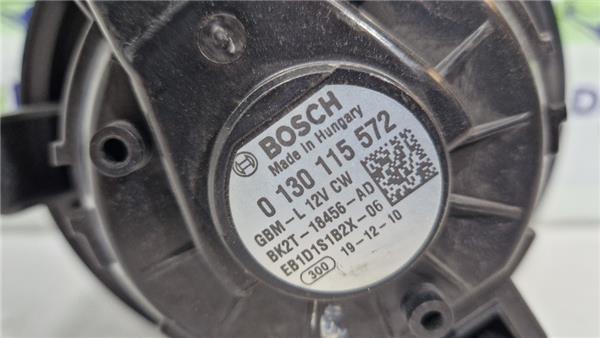 BOSCH
Made in Hungary
0 130 115 572
GBM-L 12V CW
BK2T-18456-AD
EB1D1S1B2X-06
300 19-12-10